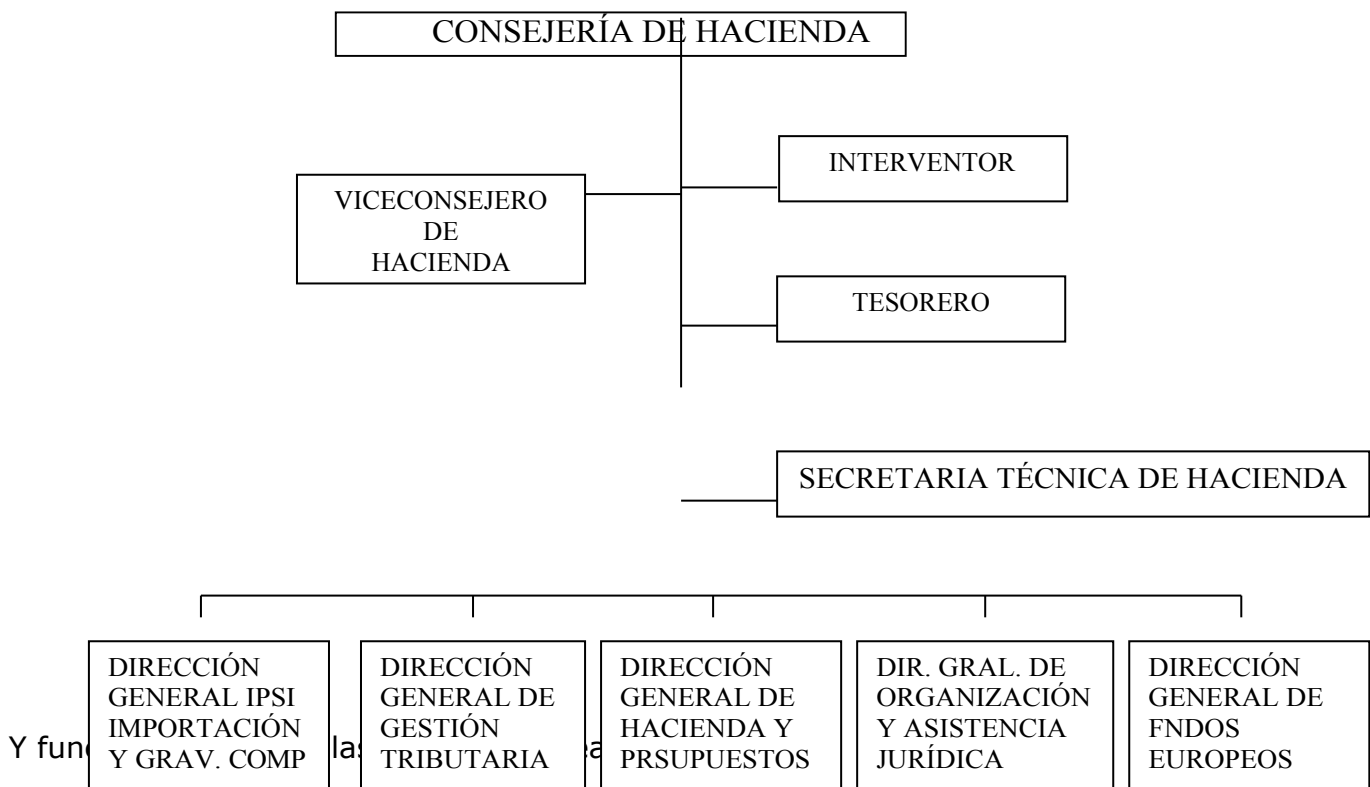 CONSEJERÍA DE HACIENDA
INTERVENTOR
VICECONSEJERO
DE
HACIENDA
TESORERO
SECRETARIA TÉCNICA DE HACIENDA
DIRECCIÓN
GENERAL IPSI
IMPORTACIÓN
Y GRAV. COMP
DIRECCIÓN
GENERAL DE
GESTIÓN
TRIBUTARIA
DIRECCIÓN
GENERAL DE
HACIENDA Y
PRSUPUESTOS
DIR. GRAL. DE
ORGANIZACIÓN
Y ASISTENCIA
JURÍDICA
DIRECCIÓN
GENERAL DE
FNDOS
EUROPEOS
Y